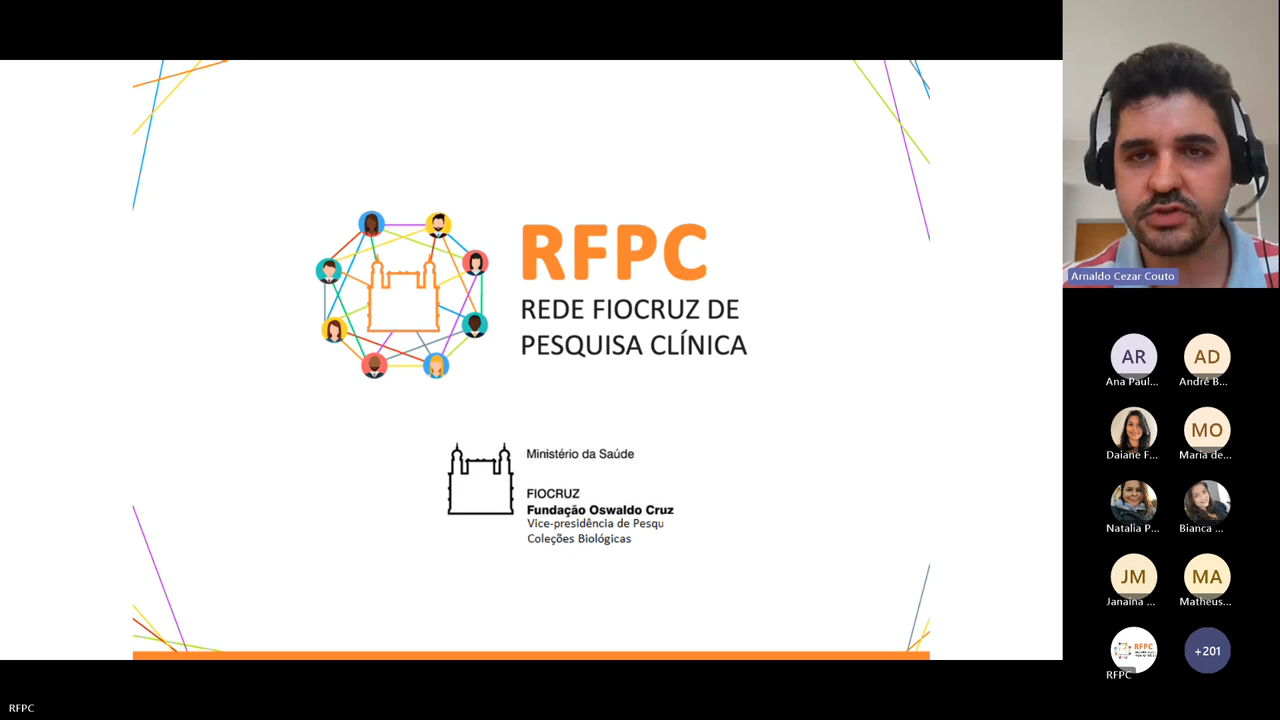 RFPC
REDE FIOCRUZ DE
PESQUISA CLÍNICA
Ministério da Saúde
FIOCRUZ
Fundação Oswaldo Cruz
Vice-presidência de Pesqu
Coleções Biológicas
Arnaldo Cezar Couto
AR
AD
Ana Paul...
André B...
MO
Daiane F...
Maria de...
Natalia P...
Bianca ...
JM
MA
Janaina ...
Matheus...
RFPC
+201
RFPC
RFPC